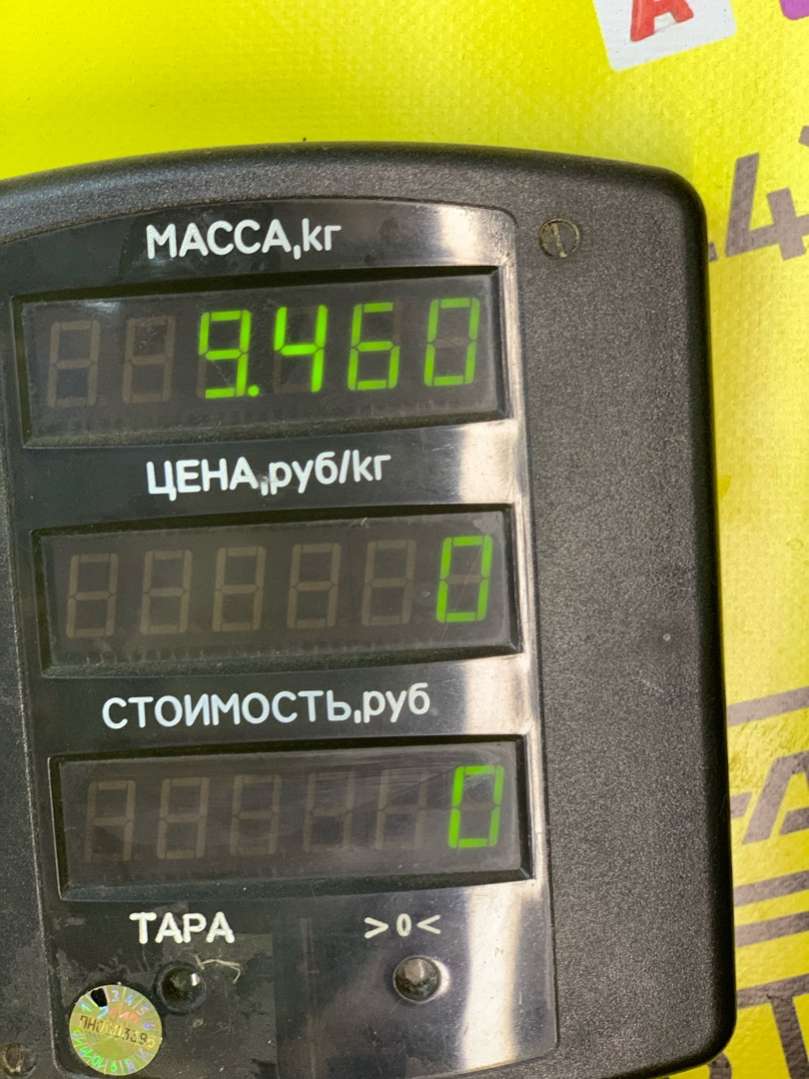 А
МАССА,кг
9.460
ЦЕНА,руб/кг
0
СТОИМОСТЬ,руб
0
ТАРА >0<